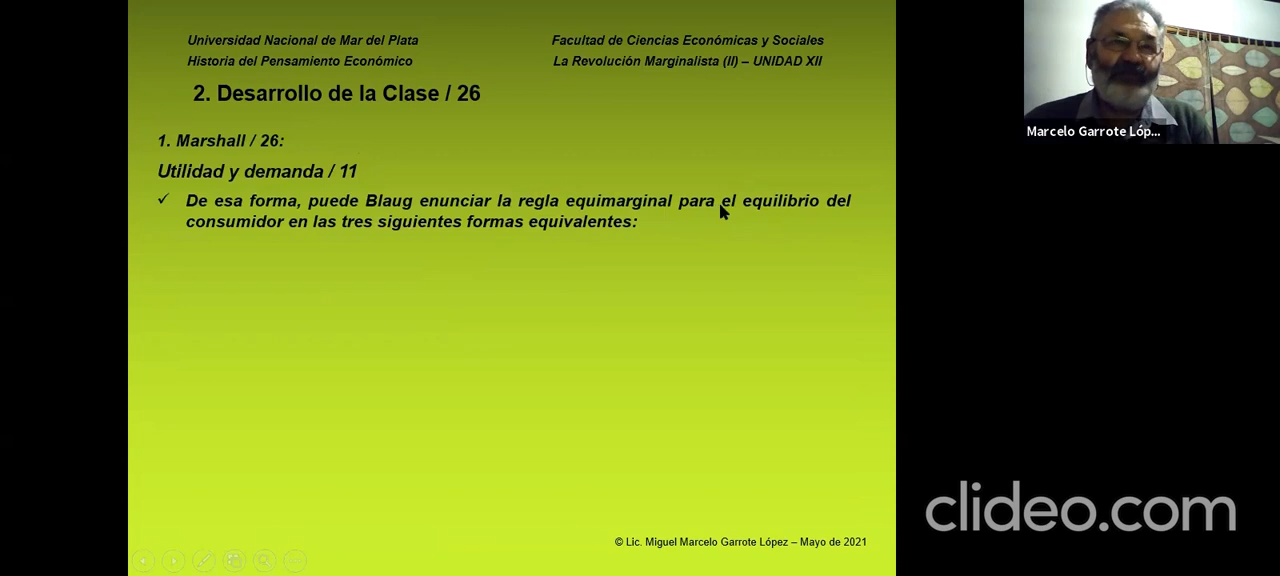 Universidad Nacional de Mar del Plata
Facultad de Ciencias Económicas y Sociales
Historia del Pensamiento Económico
La Revolución Marginalista (II) – UNIDAD XII
2. Desarrollo de la Clase / 26
1. Marshall / 26:
Utilidad y demanda / 11
✓ De esa forma, puede Blaug enunciar la regla equimarginal para el equilibrio del
consumidor en las tres siguientes formas equivalentes:
© Lic. Miguel Marcelo Garrote López – Mayo de 2021
Marcelo Garrote Lóp...
clideo.com